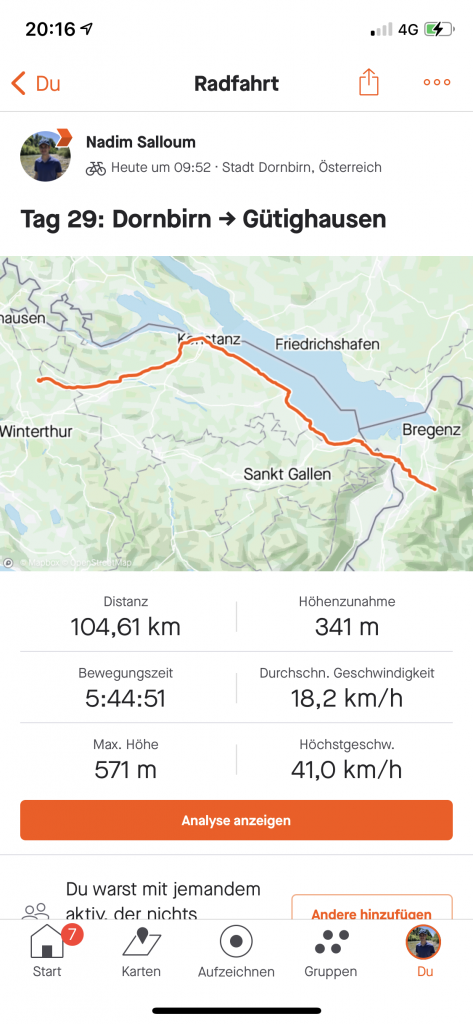 20:16
4G
Du
Radfahrt
Nadim Salloum
Heute um 09:52 · Stadt Dornbirn, Österreich
Tag 29: Dornbirn → Gütighausen
hausen
Konstanz
Friedrichshafen
Winterthur
Bregenz
Sankt Gallen
© Mapbox © OpenStreetMap
Distanz
Höhenzunahme
104,61 km
341 m
Bewegungszeit
Durchschn. Geschwindigkeit
5:44:51
18,2 km/h
Max. Höhe
Höchstgeschw.
571 m
41,0 km/h
Analyse anzeigen
Du warst mit jemandem
aktiv, der nichts
Andere hinzufügen
7
Start
Karten
Aufzeichnen
Gruppen
Du